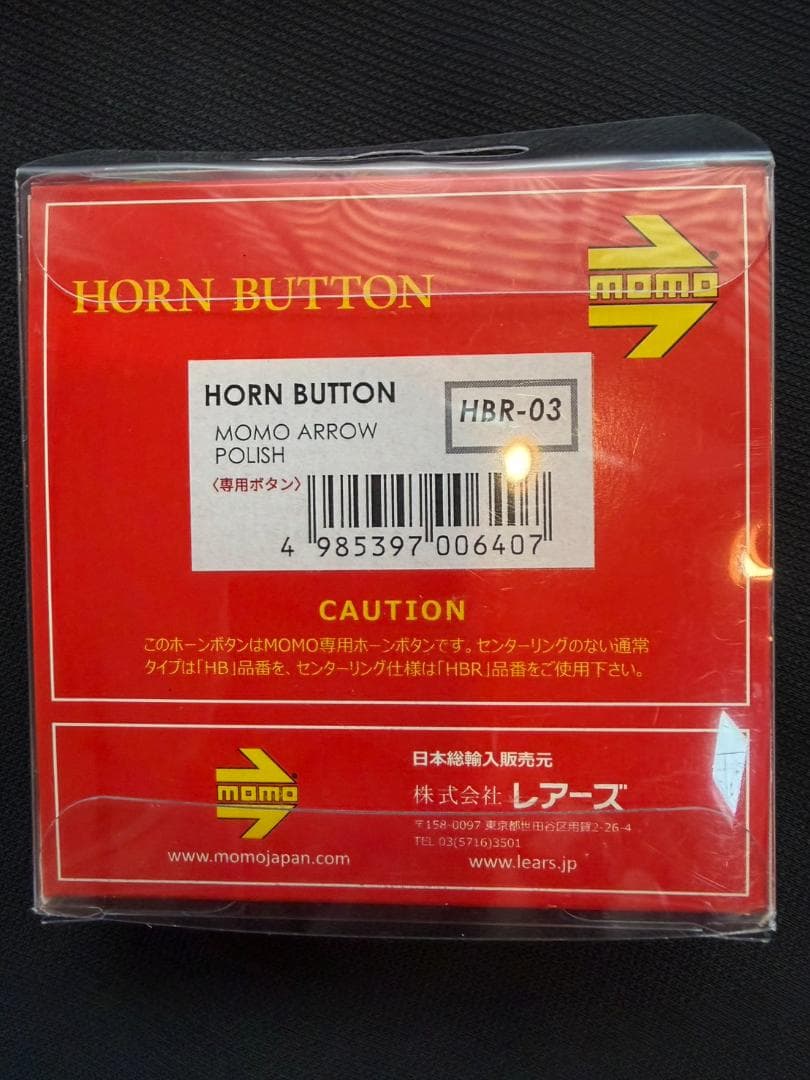 HORN BUTTON
momo
HORN BUTTON
HBR-03
MOMO ARROW
POLISH
〈専用ボタン〉
4 985397 006407
CAUTION
このホーンボタンはMOMO専用ホーンボタンです。センターリングのない通常
タイプは「HB」品番を、センターリング仕様は「HBR」品番をご使用下さい。
momo
www.momojapan.com
日本総輸入販売元
株式会社 レアーズ
〒158-0097 東京都世田谷区用賀2-26-4
TEL 03(5716)3501
www.lears.jp